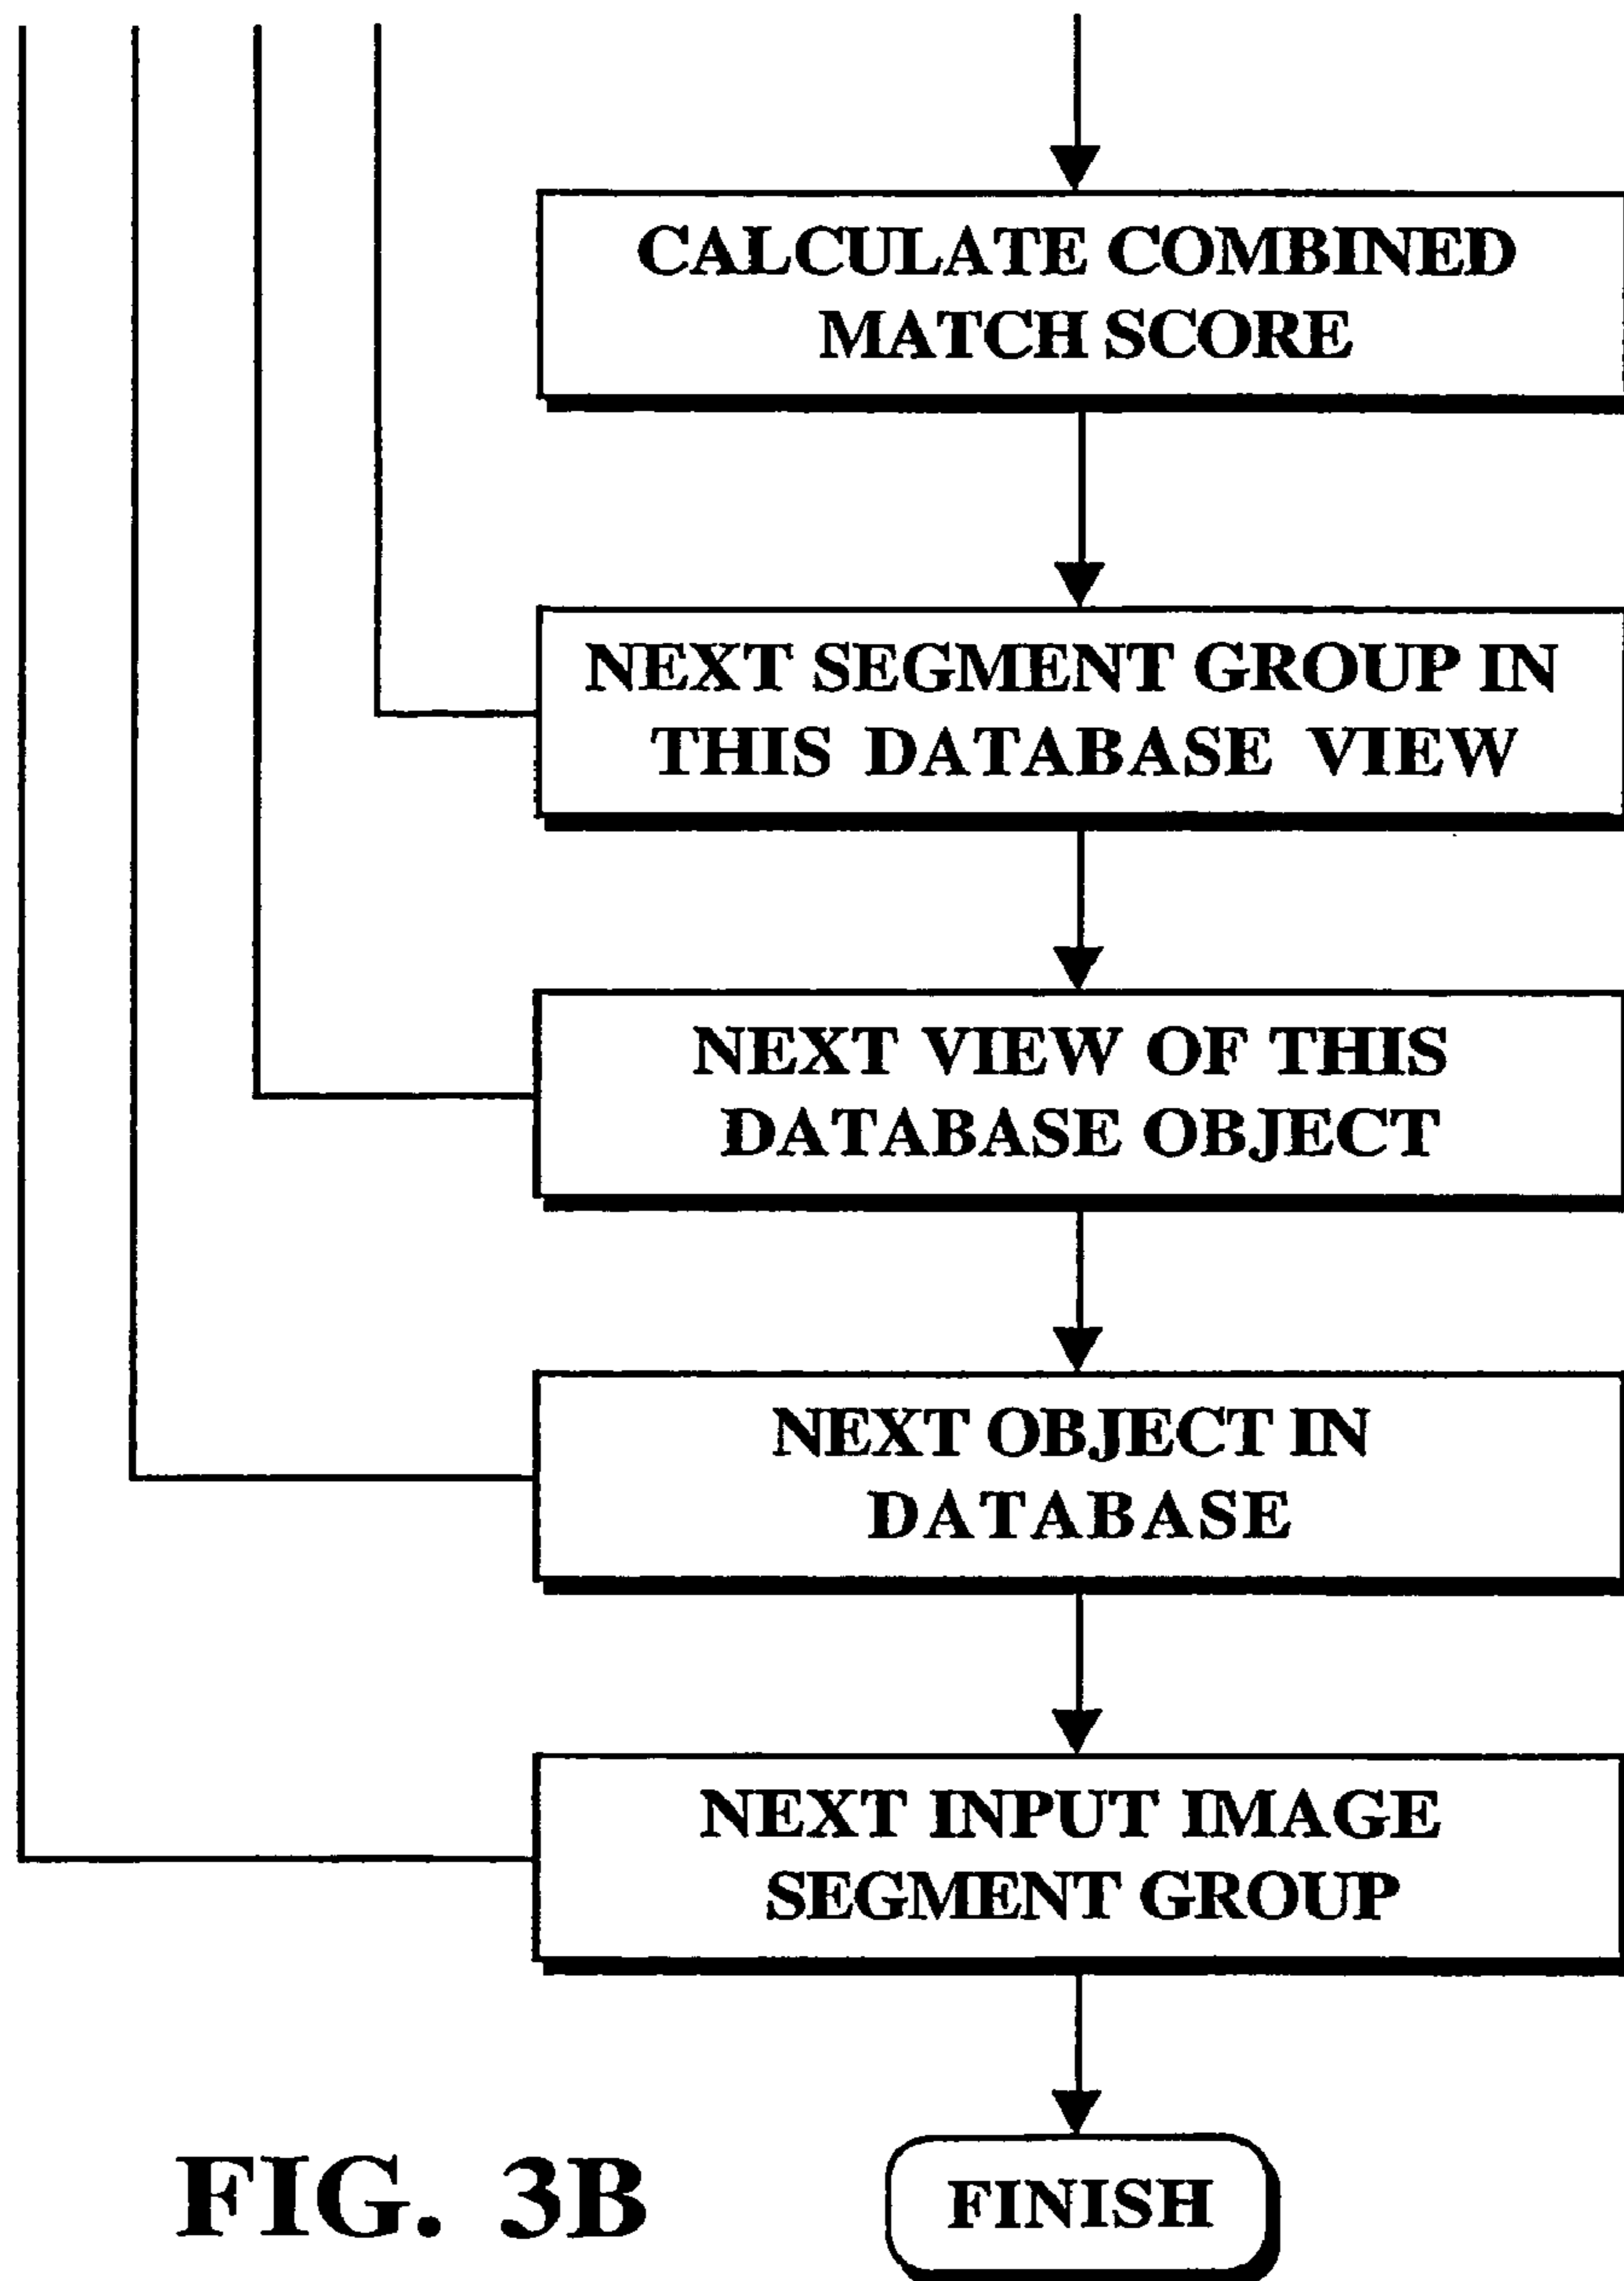 CALCULATE COMBINED
MATCH SCORE
NEXT SEGMENT GROUP IN
THIS DATABASE VIEW
NEXT VIEW OF THIS
DATABASE OBJECT
NEXT OBJECT IN
DATABASE
NEXT INPUT IMAGE
SEGMENT GROUP
FINISH
FIG. 3B